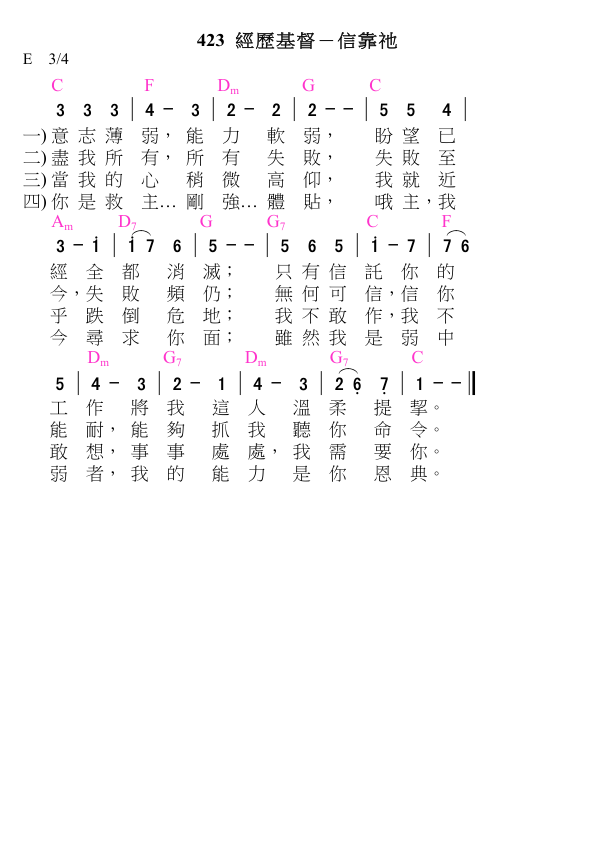 423 經歷基督－信靠祂
E 3/4
C F Dm G C
3 3 3 | 4 - 3 | 2 - 2 | 2 - - | 5 5 4 |
一) 意 志 薄 弱， 能 力 軟 弱， 盼 望 已
二) 盡 我 所 有， 所 有 失 敗， 失 敗 至
三) 當 我 的 心 稍 微 高 仰， 我 就 近
四) 你 是 救 主… 剛 強… 體 貼， 哦 主，我
Am D7 G G7 C F
3 - i | i 7 6 | 5 - - | 5 6 5 | i - 7 | 7 6
經 全 都 消 滅； 只 有 信 託 你 的
今，失 敗 頻 仍； 無 何 可 信，信 你
乎 跌 倒 危 地； 我 不 敢 作，我 不
今 尋 求 你 面； 雖 然 我 是 弱 中
Dm G7 Dm G7 C
5 | 4 - 3 | 2 - 1 | 4 - 3 | 2 6̣ 7̣ | 1 - - ‖
工 作 將 我 這 人 溫 柔 提 挈。
能 耐，能 夠 抓 我 聽 你 命 令。
敢 想，事 事 處 處，我 需 要 你。
弱 者，我 的 能 力 是 你 恩 典。